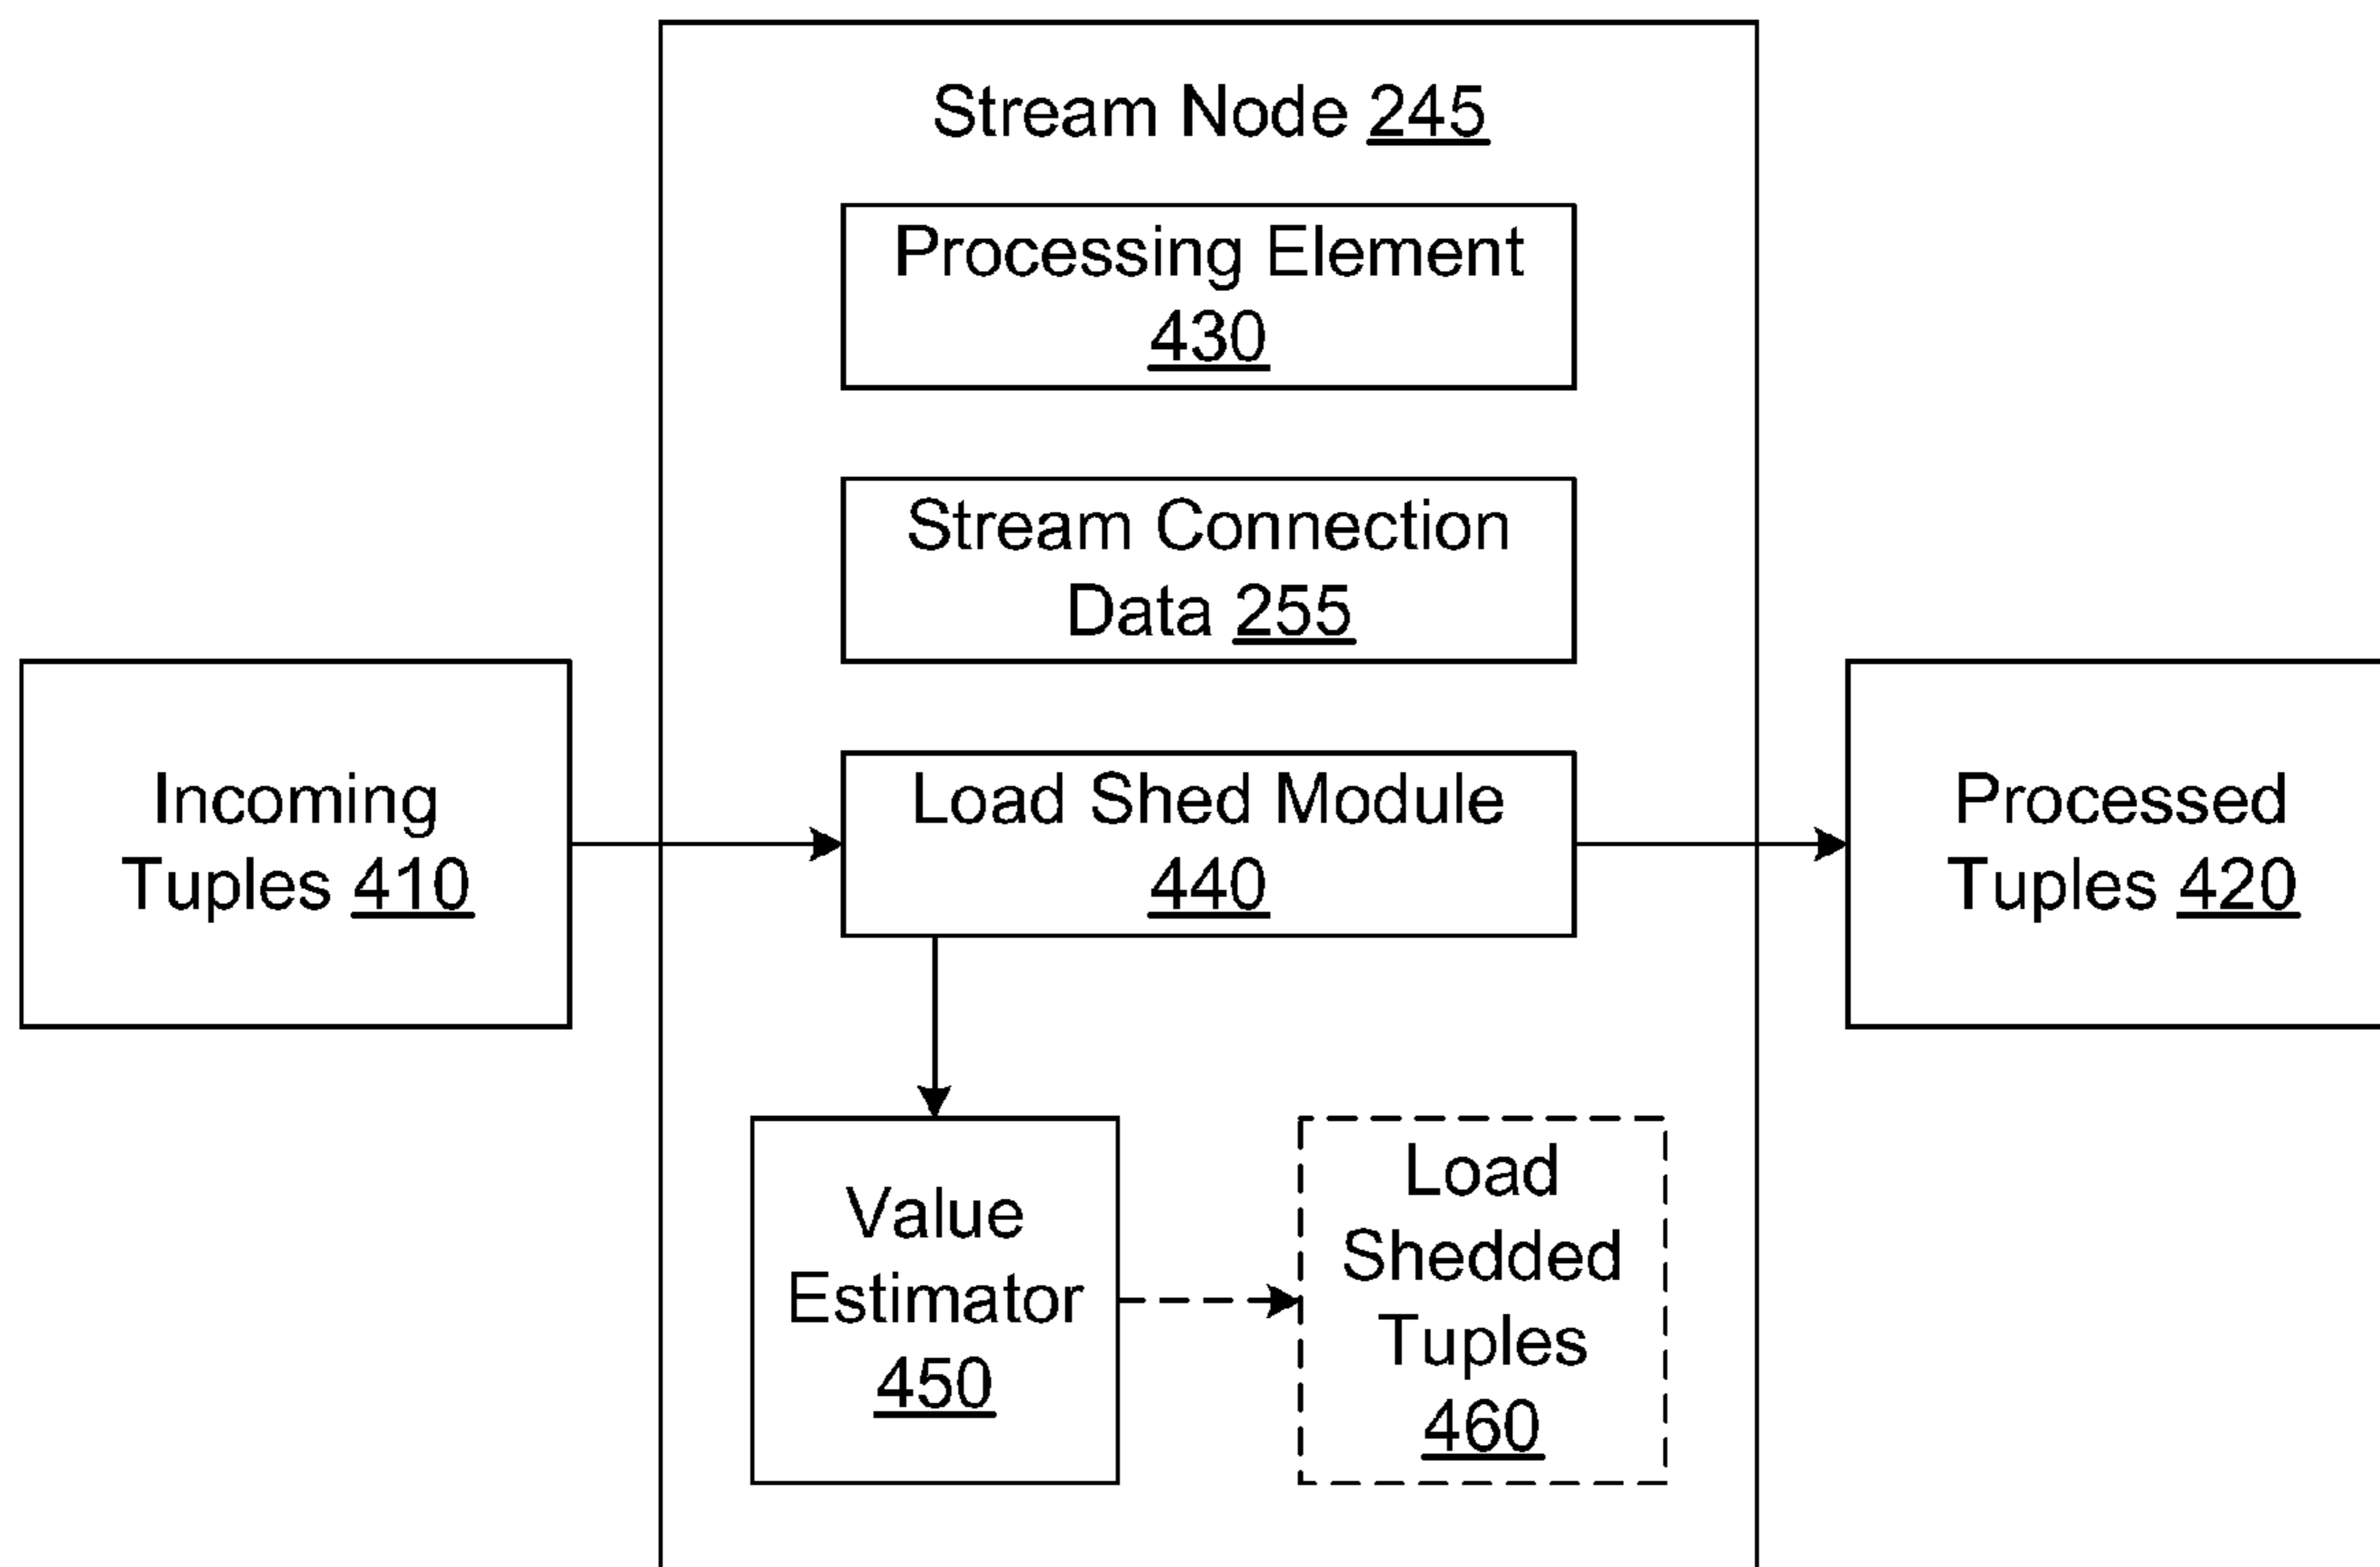 Stream Node 245
Processing Element
430
Stream Connection
Data 255
Incoming
Tuples 410
Load Shed Module
440
Processed
Tuples 420
Value
Estimator
450
Load
Shedded
Tuples
460